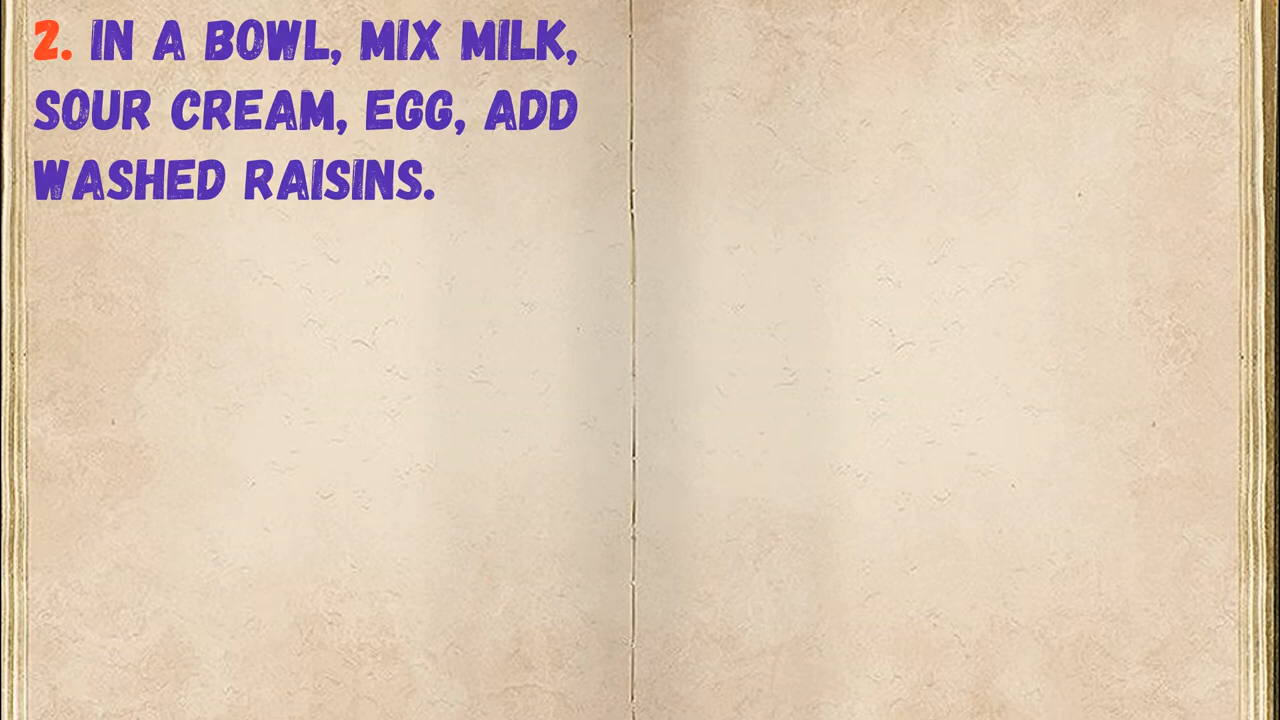 2. IN A BOWL, MIX MILK,
SOUR CREAM, EGG, ADD
WASHED RAISINS.